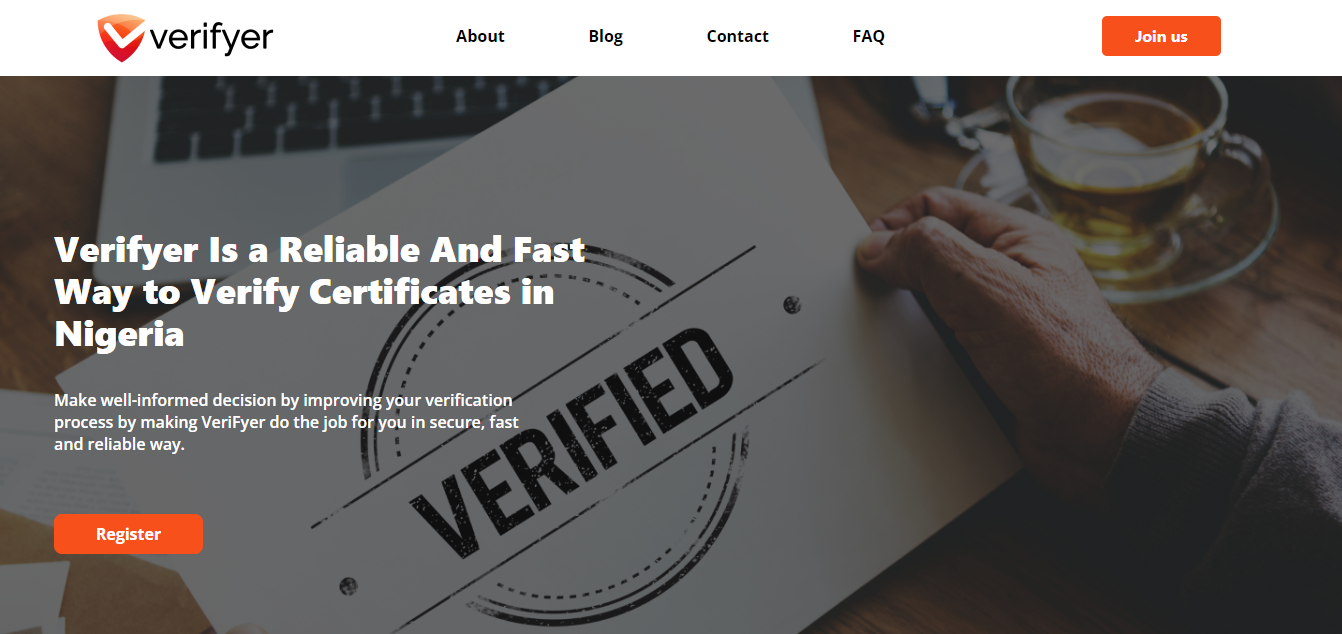 verifyer
About
Blog
Contact
FAQ
Join us
Verifyer Is a Reliable And Fast
Way to Verify Certificates in
Nigeria
Make well-informed decision by improving your verification
process by making VeriFyer do the job for you in secure, fast
and reliable way.
Register
VERIFIED